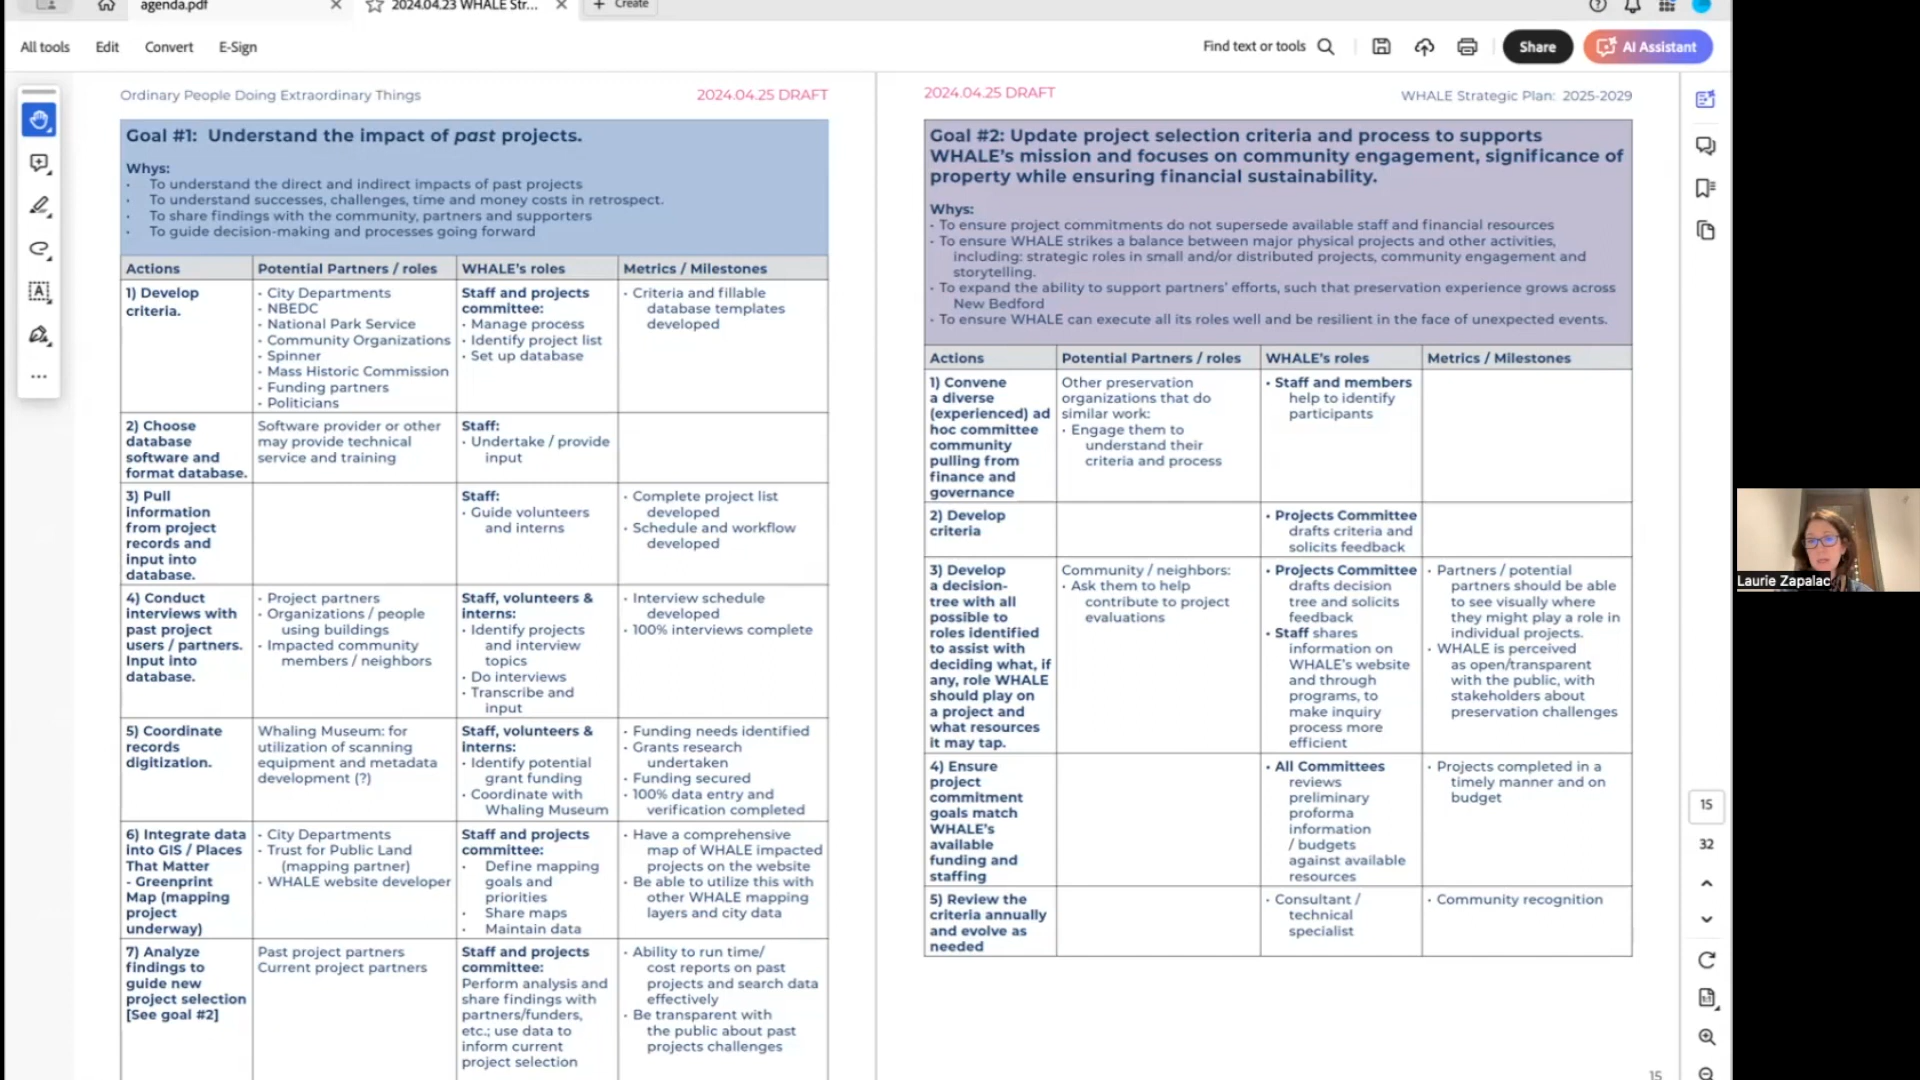 agenda.pdf
2024.04.23 WHALE Str...
+ Create
All tools Edit Convert E-Sign
Find text or tools
Share
AI Assistant
Ordinary People Doing Extraordinary Things
2024.04.25 DRAFT
Goal #1: Understand the impact of past projects.
Whys:
· To understand the direct and indirect impacts of past projects
· To understand successes, challenges, time and money costs in retrospect.
· To share findings with the community, partners and supporters
· To guide decision-making and processes going forward
Actions
Potential Partners / roles
WHALE's roles
Metrics / Milestones
1) Develop
criteria.
· City Departments
· NBEDC
· National Park Service
· Community Organizations
· Spinner
· Mass Historic Commission
· Funding partners
· Politicians
Staff and projects
committee:
· Manage process
· Identify project list
· Set up database
· Criteria and fillable
database templates
developed
2) Choose
database
software and
format database.
Software provider or other
may provide technical
service and training
Staff:
· Undertake / provide
input
3) Pull
information
from project
records and
input into
database.
Staff:
· Guide volunteers
and interns
· Complete project list
developed
· Schedule and workflow
developed
4) Conduct
interviews with
past project
users / partners.
Input into
database.
· Project partners
· Organizations / people
using buildings
· Impacted community
members / neighbors
Staff, volunteers &
interns:
· Identify projects
and interview
topics
· Do interviews
· Transcribe and
input
· Interview schedule
developed
· 100% interviews complete
5) Coordinate
records
digitization.
Whaling Museum: for
utilization of scanning
equipment and metadata
development (?)
Staff, volunteers &
interns:
· Identify potential
grant funding
· Coordinate with
Whaling Museum
· Funding needs identified
· Grants research
undertaken
· Funding secured
· 100% data entry and
verification completed
6) Integrate data
into GIS / Places
That Matter
- Greenprint
Map (mapping
project
underway)
· City Departments
· Trust for Public Land
(mapping partner)
· WHALE website developer
Staff and projects
committee:
· Define mapping
goals and
priorities
· Share maps
· Maintain data
· Have a comprehensive
map of WHALE impacted
projects on the website
· Be able to utilize this with
other WHALE mapping
layers and city data
7) Analyze
findings to
guide new
project selection
[See goal #2]
Past project partners
Current project partners
Staff and projects
committee:
Perform analysis and
share findings with
partners/funders,
etc.; use data to
inform current
project selection
· Ability to run time/
cost reports on past
projects and search data
effectively
· Be transparent with
the public about past
projects challenges
2024.04.25 DRAFT
WHALE Strategic Plan: 2025-2029
Goal #2: Update project selection criteria and process to supports
WHALE's mission and focuses on community engagement, significance of
property while ensuring financial sustainability.
Whys:
· To ensure project commitments do not supersede available staff and financial resources
· To ensure WHALE strikes a balance between major physical projects and other activities,
including: strategic roles in small and/or distributed projects, community engagement and
storytelling.
· To expand the ability to support partners' efforts, such that preservation experience grows across
New Bedford
· To ensure WHALE can execute all its roles well and be resilient in the face of unexpected events.
Actions
Potential Partners / roles
WHALE's roles
Metrics / Milestones
1) Convene
a diverse
(experienced) ad
hoc committee
community
pulling from
finance and
governance
Other preservation
organizations that do
similar work:
· Engage them to
understand their
criteria and process
· Staff and members
help to identify
participants
2) Develop
criteria
· Projects Committee
drafts criteria and
solicits feedback
3) Develop
a decision-
tree with all
possible to
roles identified
to assist with
deciding what, if
any, role WHALE
should play on
a project and
what resources
it may tap.
Community / neighbors:
· Ask them to help
contribute to project
evaluations
· Projects Committee
drafts decision
tree and solicits
feedback
· Staff shares
information on
WHALE's website
and through
programs, to
make inquiry
process more
efficient
· Partners / potential
partners should be able
to see visually where
they might play a role in
individual projects.
· WHALE is perceived
as open/transparent
with the public, with
stakeholders about
preservation challenges
4) Ensure
project
commitment
goals match
WHALE's
available
funding and
staffing
· All Committees
reviews
preliminary
proforma
information
/ budgets
against available
resources
· Projects completed in a
timely manner and on
budget
5) Review the
criteria annually
and evolve as
needed
· Consultant /
technical
specialist
· Community recognition
15
15
32
Laurie Zapalac